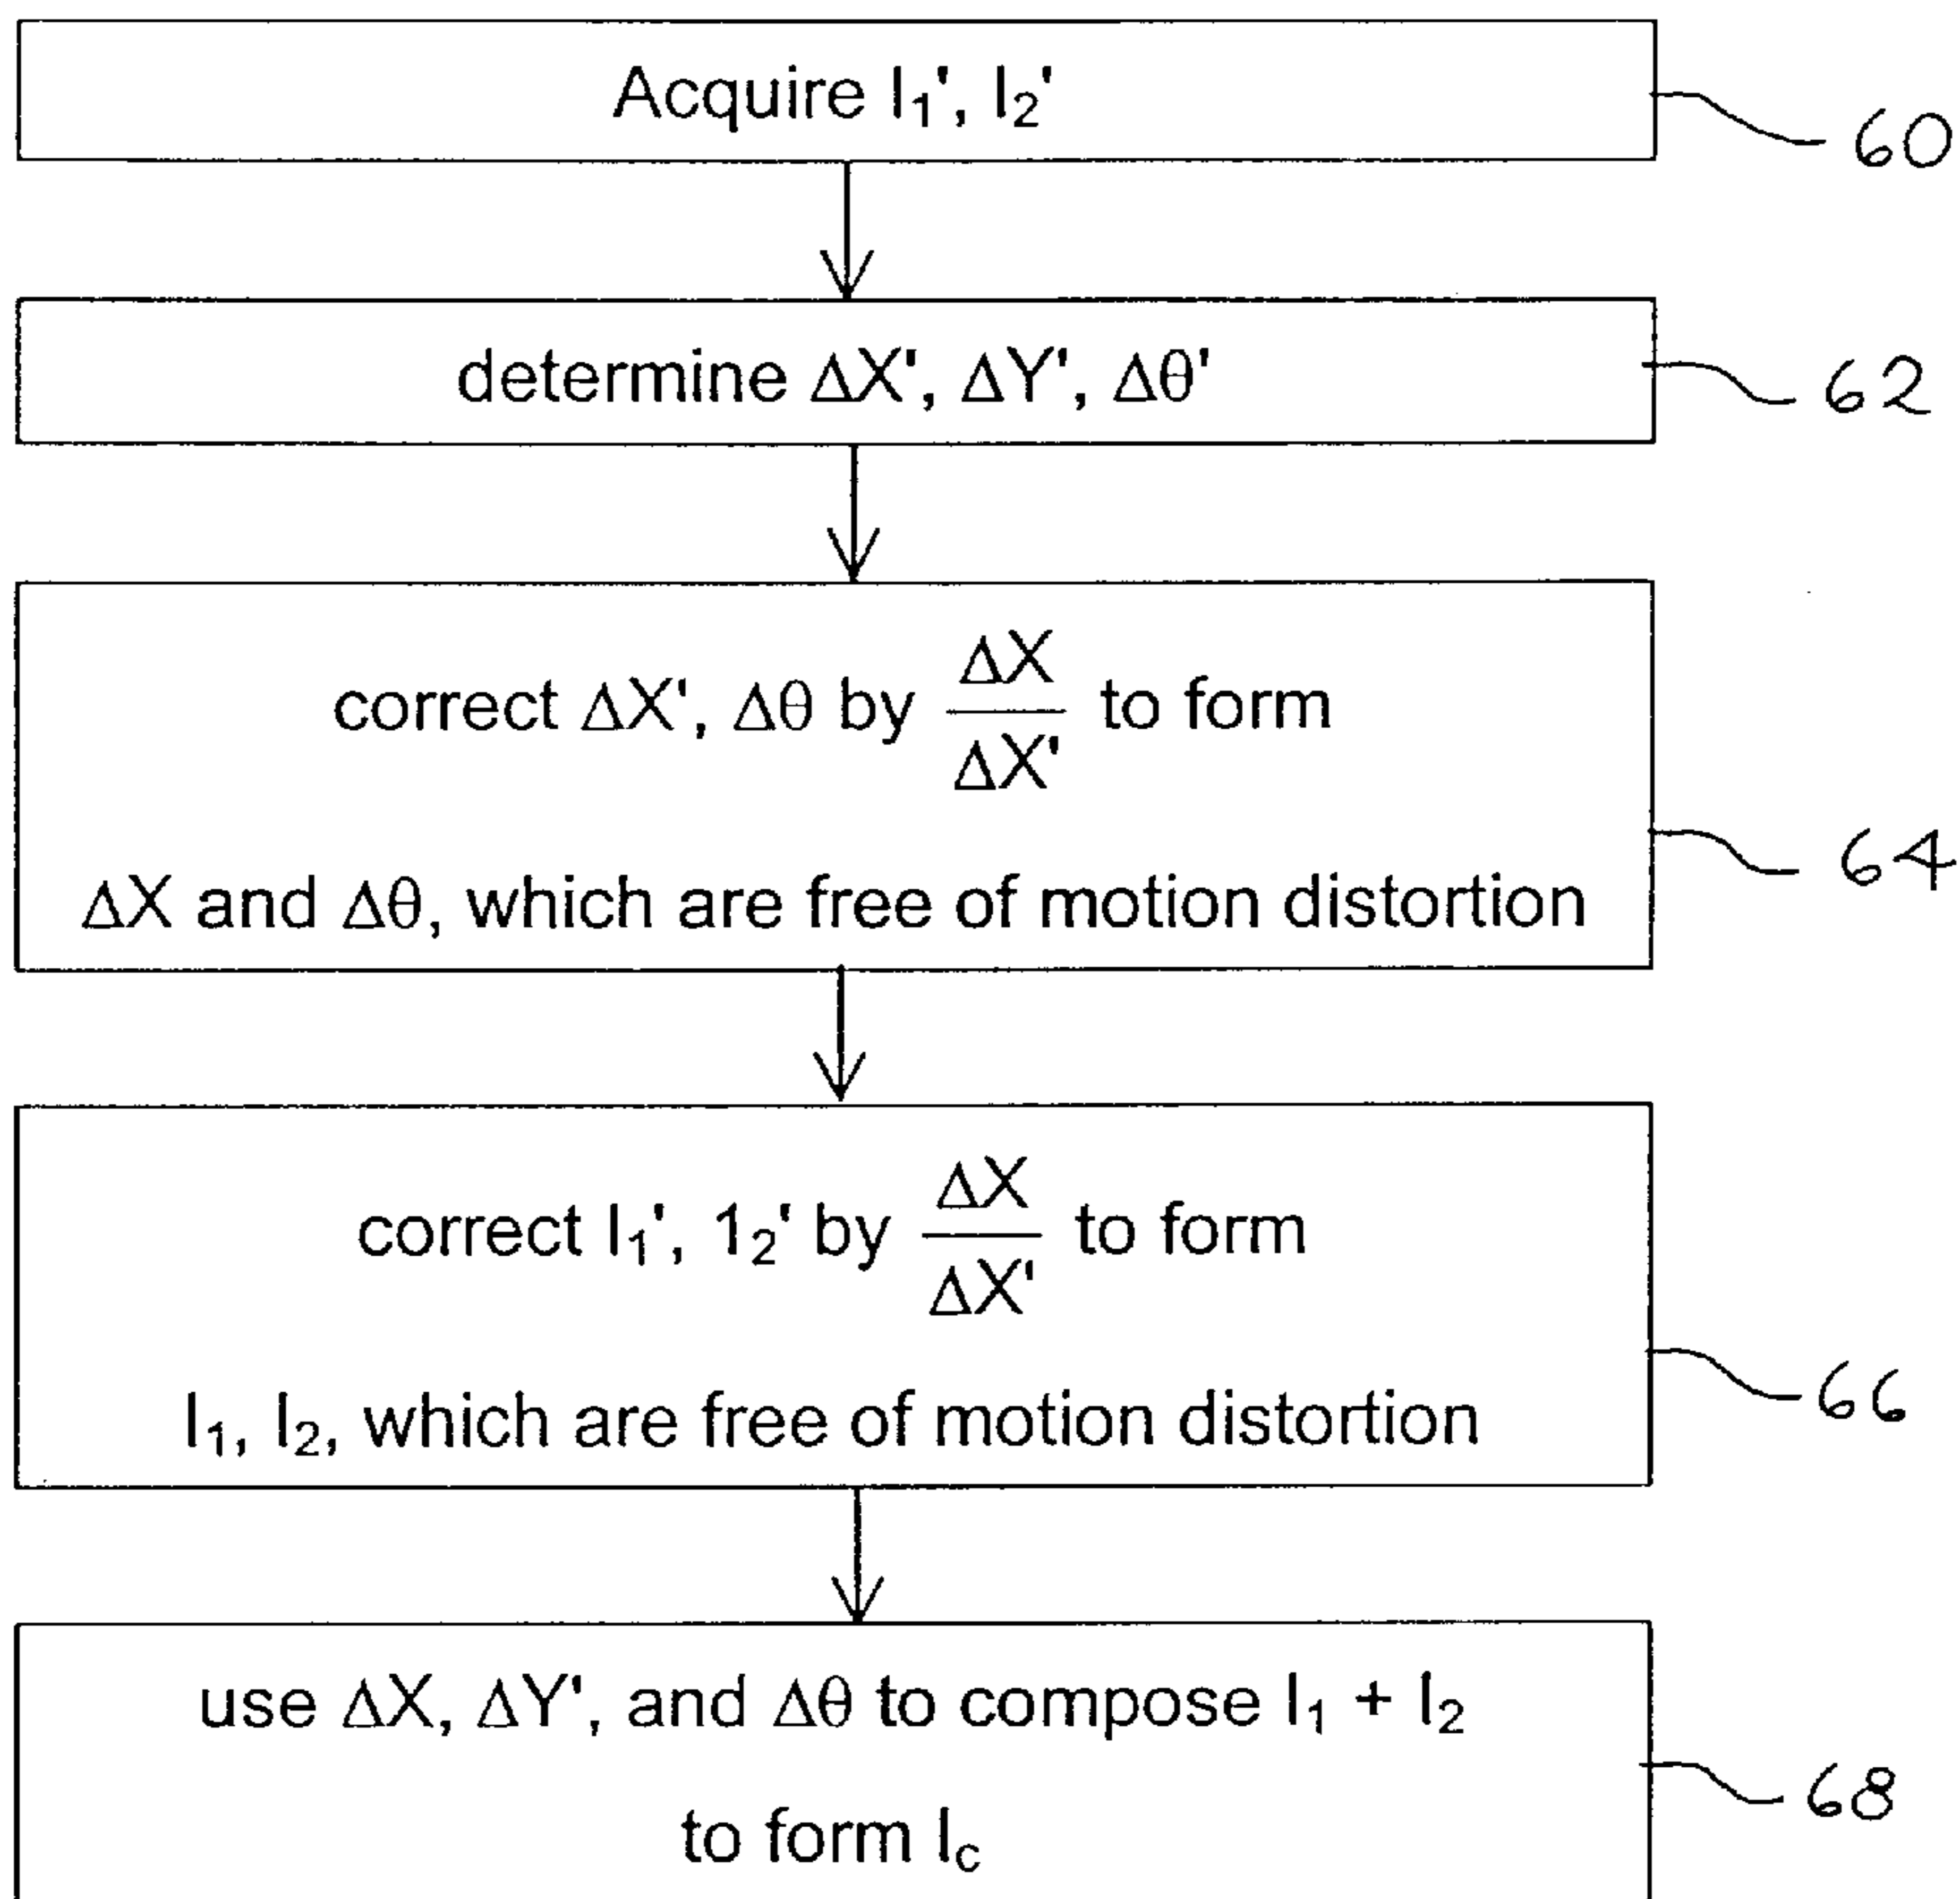 Acquire I₁', I₂'
60
determine ΔX', ΔY', Δθ'
62
correct ΔX', Δθ by ΔX/ΔX' to form
ΔX and Δθ, which are free of motion distortion
64
correct I₁', 1₂' by ΔX/ΔX' to form
I₁, I₂, which are free of motion distortion
66
use ΔX, ΔY', and Δθ to compose I₁ + I₂
to form I_c
68